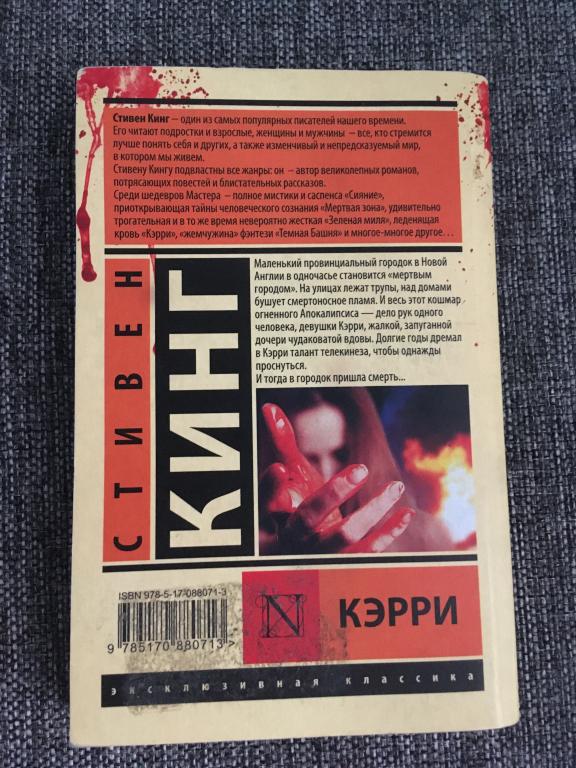 Стивен Кинг – один из самых популярных писателей нашего времени.
Его читают подростки и взрослые, женщины и мужчины – все, кто стремится
лучше понять себя и других, а также изменчивый и непредсказуемый мир,
в котором мы живем.
Стивену Кингу подвластны все жанры: он – автор великолепных романов,
потрясающих повестей и блистательных рассказов.
Среди шедевров Мастера – полное мистики и саспенса «Сияние»,
приоткрывающая тайны человеческого сознания «Мертвая зона», удивительно
трогательная и в то же время невероятно жесткая «Зеленая миля», леденящая
кровь «Кэрри», «жемчужина» фэнтези «Темная Башня» и многое-многое другое…
СТИВЕН
КИНГ
Маленький провинциальный городок в Новой
Англии в одночасье становится «мертвым
городом». На улицах лежат трупы, над домами
бушует смертоносное пламя. И весь этот кошмар
огненного Апокалипсиса — дело рук одного
человека, девушки Кэрри, жалкой, запуганной
дочери чудаковатой вдовы. Долгие годы дремал
в Кэрри талант телекинеза, чтобы однажды
проснуться.
И тогда в городок пришла смерть...
ISBN 978-5-17-088071-3
9 785170 880713 >
N
КЭРРИ
эксклюзивная классика